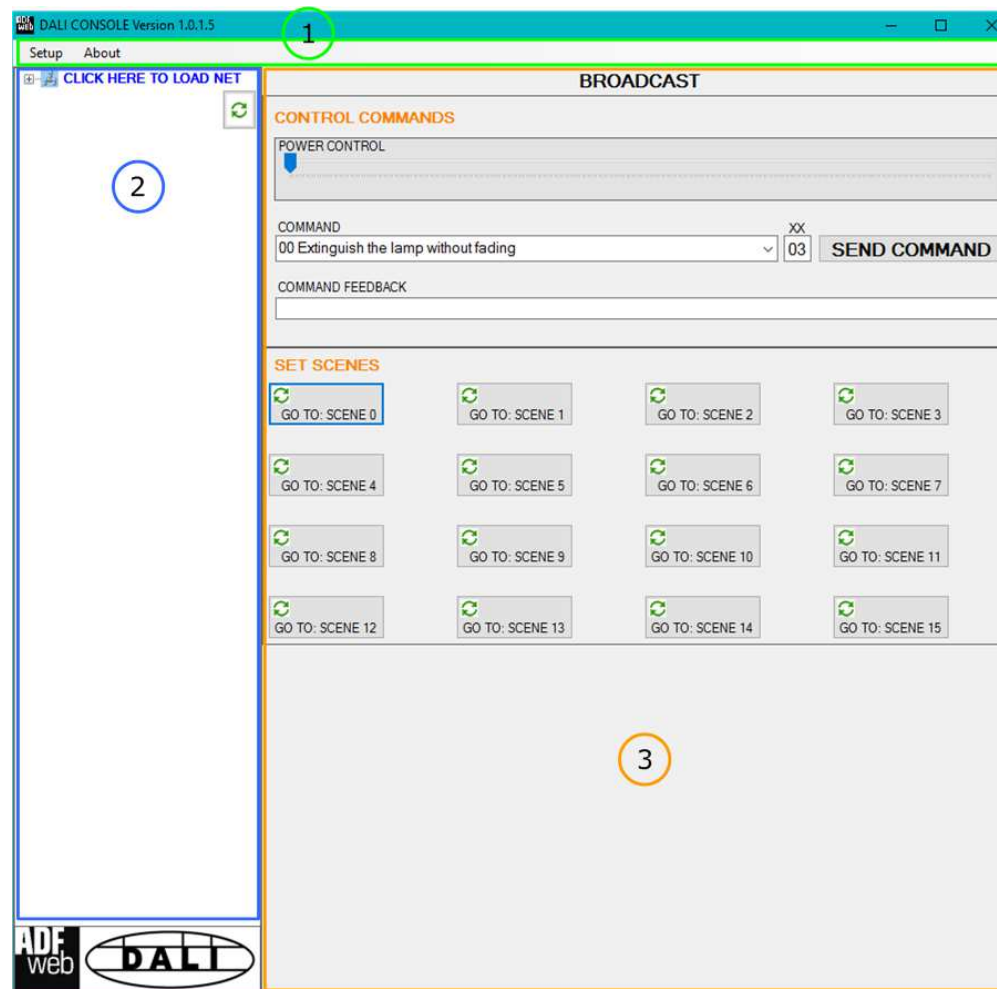 ADF web DALI CONSOLE Version 1.0.1.5
1
Setup About
CLICK HERE TO LOAD NET
2
BROADCAST
CONTROL COMMANDS
POWER CONTROL
COMMAND XX
00 Extinguish the lamp without fading 03 SEND COMMAND
COMMAND FEEDBACK
SET SCENES
GO TO: SCENE 0 GO TO: SCENE 1 GO TO: SCENE 2 GO TO: SCENE 3
GO TO: SCENE 4 GO TO: SCENE 5 GO TO: SCENE 6 GO TO: SCENE 7
GO TO: SCENE 8 GO TO: SCENE 9 GO TO: SCENE 10 GO TO: SCENE 11
GO TO: SCENE 12 GO TO: SCENE 13 GO TO: SCENE 14 GO TO: SCENE 15
3
ADF
web DALI